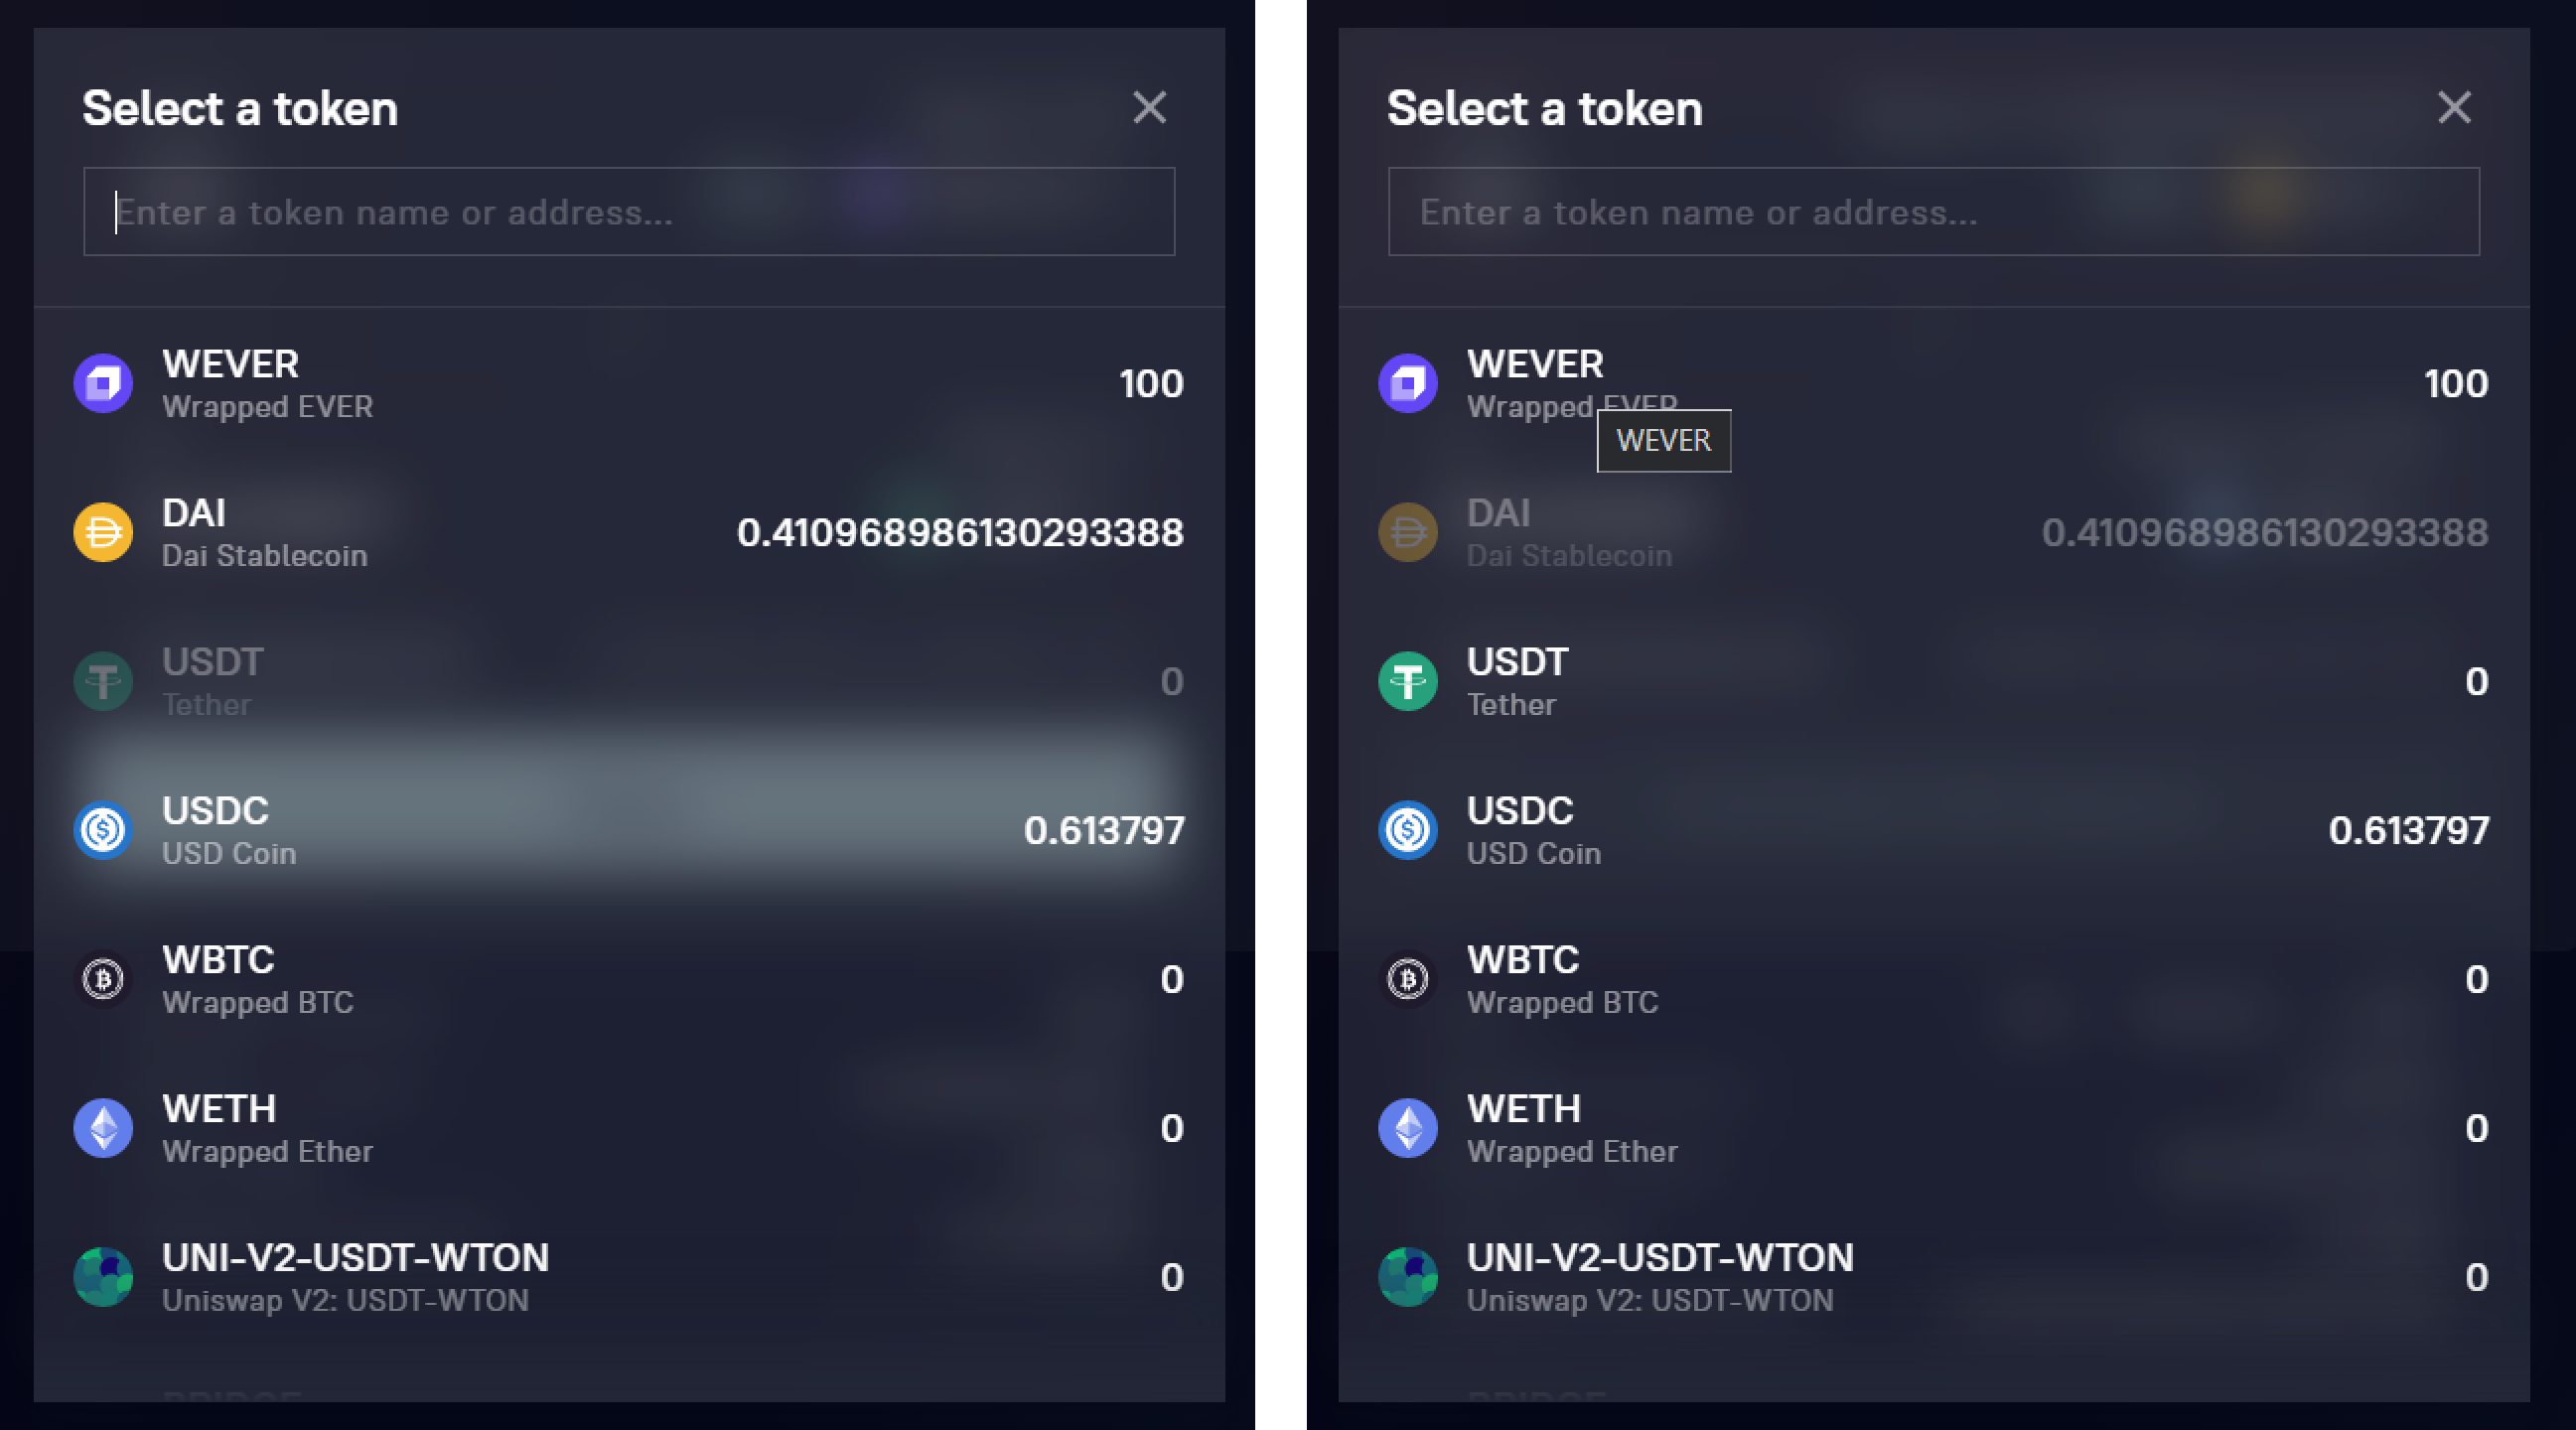 Select a token
Enter a token name or address...
WEVER
Wrapped EVER
100
DAI
Dai Stablecoin
0.410968986130293388
USDT
Tether
0
USDC
USD Coin
0.613797
WBTC
Wrapped BTC
0
WETH
Wrapped Ether
0
UNI-V2-USDT-WTON
Uniswap V2: USDT-WTON
0
BRIDGE
Select a token
Enter a token name or address...
WEVER
Wrapped EVER
100
WEVER
DAI
Dai Stablecoin
0.410968986130293388
USDT
Tether
0
USDC
USD Coin
0.613797
WBTC
Wrapped BTC
0
WETH
Wrapped Ether
0
UNI-V2-USDT-WTON
Uniswap V2: USDT-WTON
0
BRIDGE